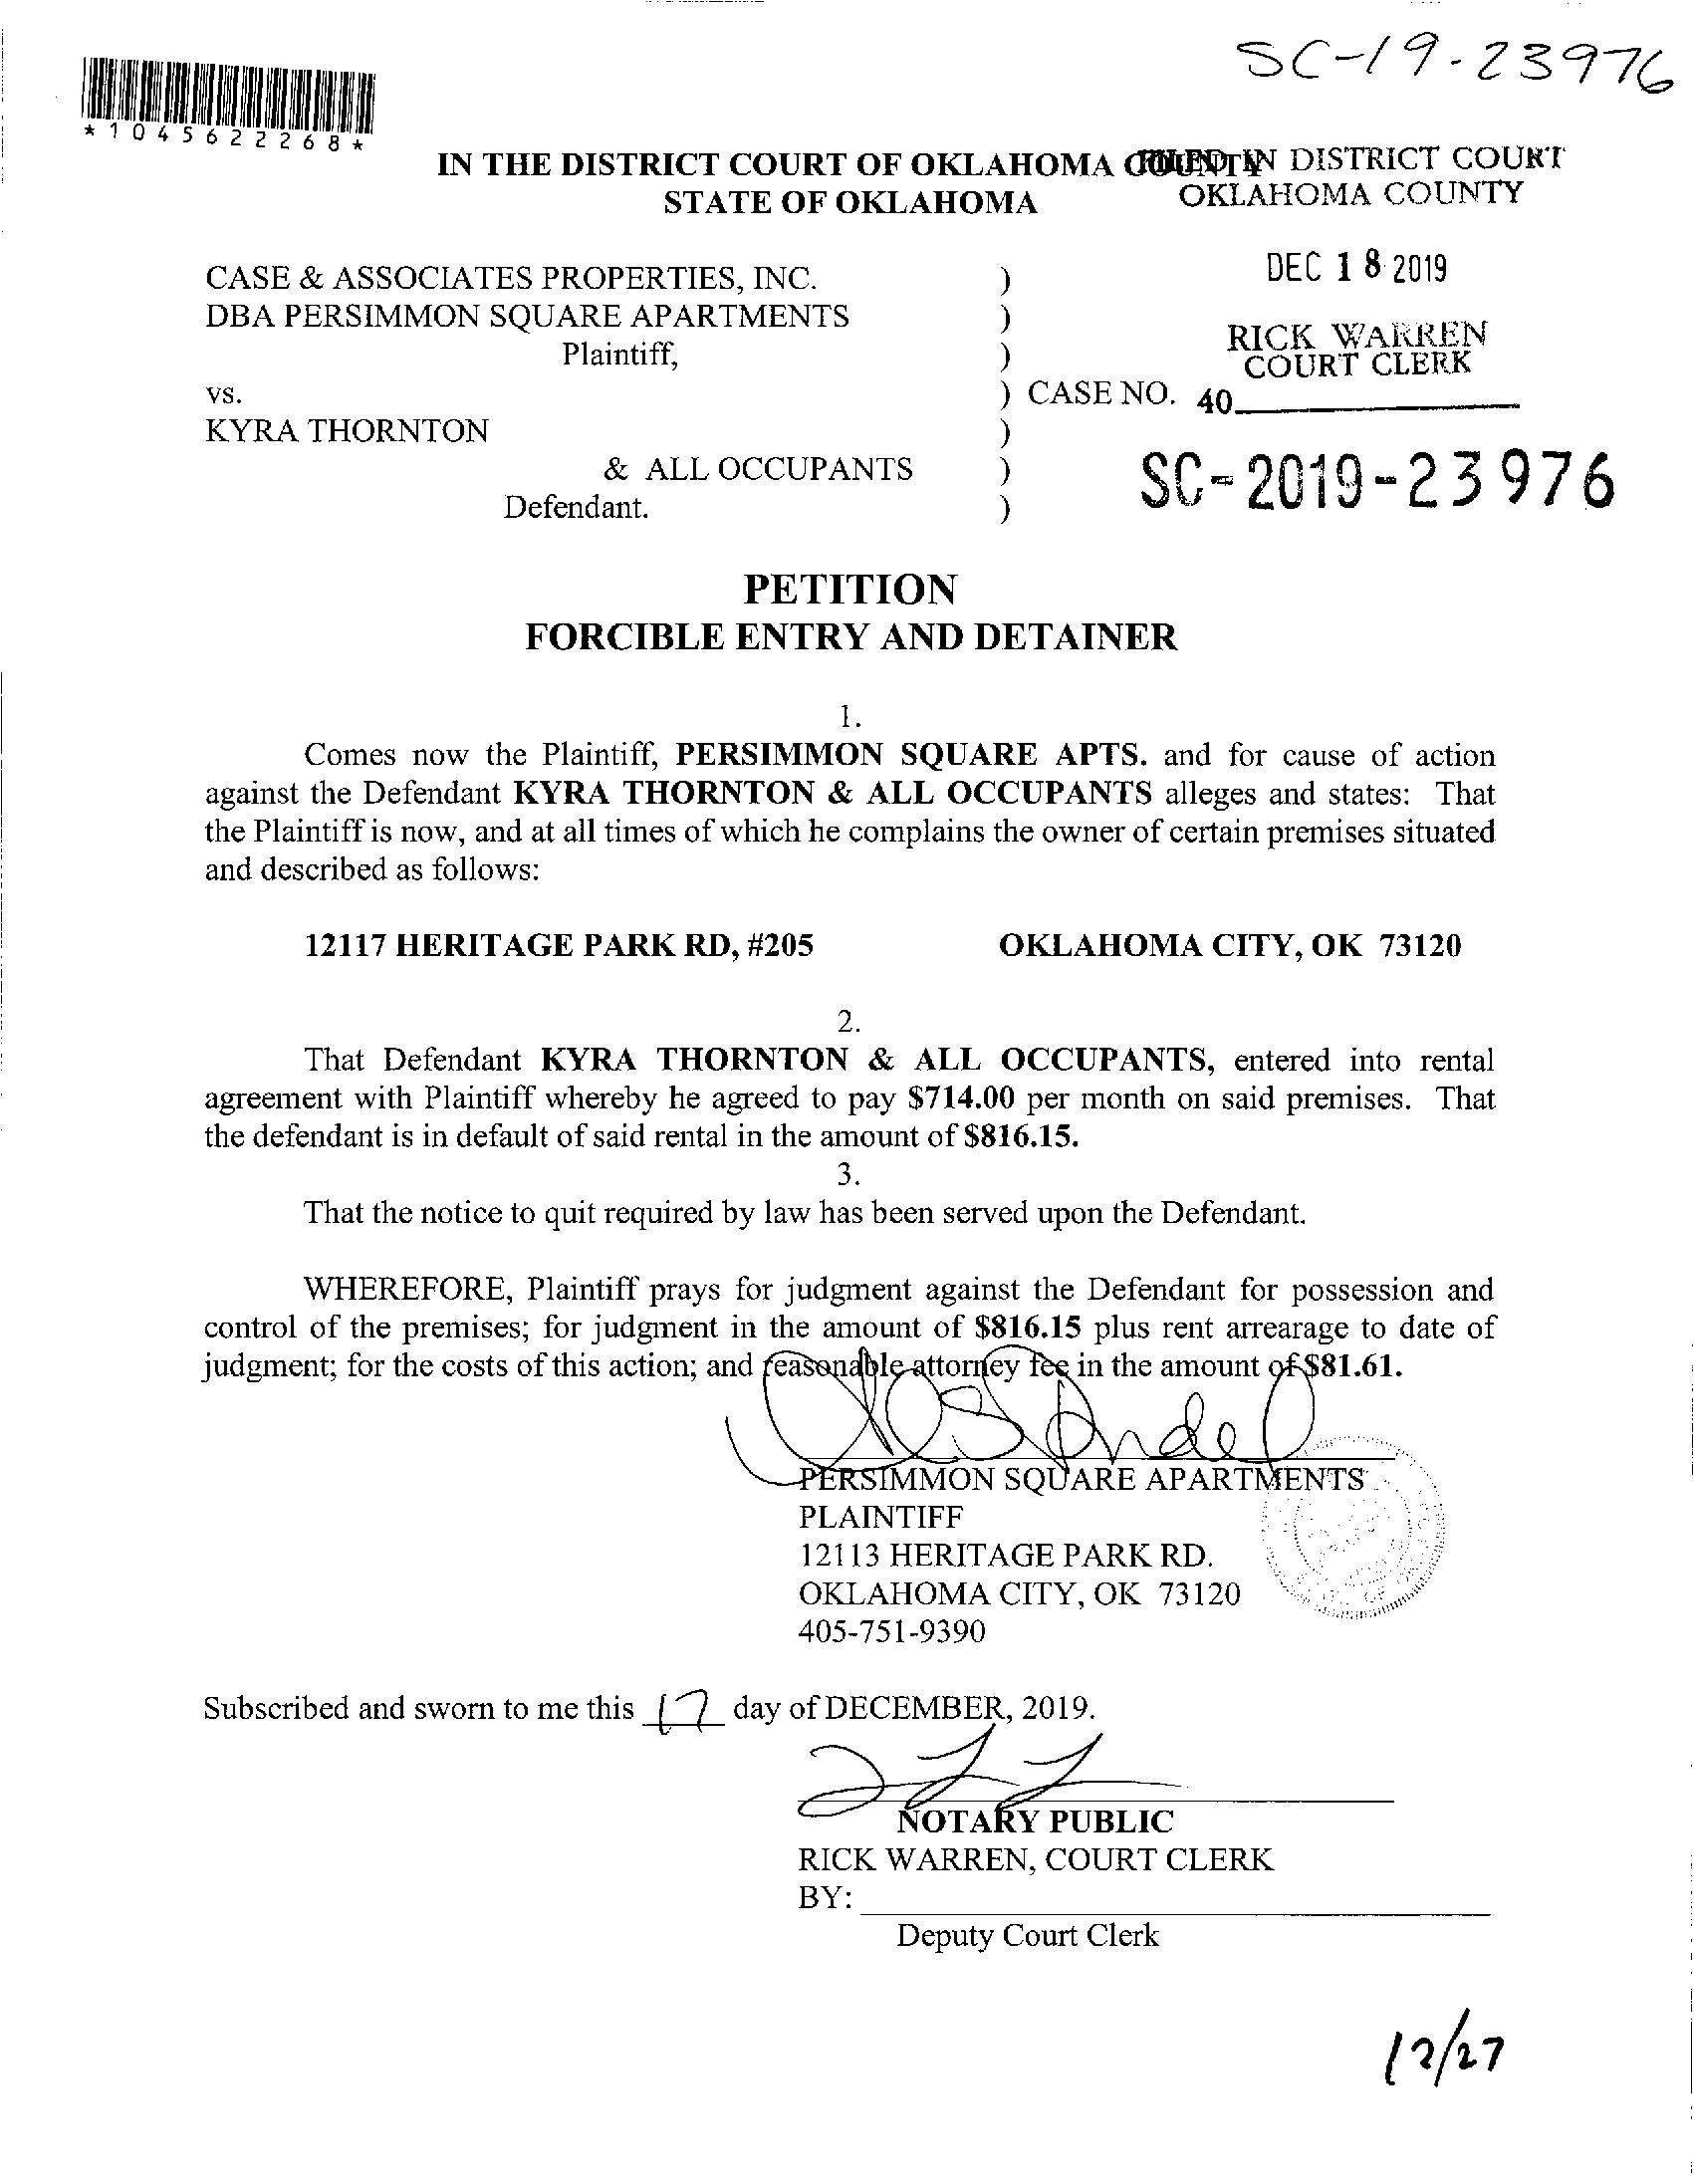 SC-19-23976
*1045622268*
IN THE DISTRICT COURT OF OKLAHOMA COUNTY
STATE OF OKLAHOMA
FILED IN DISTRICT COURT
OKLAHOMA COUNTY
DEC 18 2019
RICK WARREN
COURT CLERK
40
CASE & ASSOCIATES PROPERTIES, INC. )
DBA PERSIMMON SQUARE APARTMENTS )
Plaintiff, )
vs. ) CASE NO.
KYRA THORNTON )
& ALL OCCUPANTS )
Defendant. )
SC-2019-23976
PETITION
FORCIBLE ENTRY AND DETAINER
1.
Comes now the Plaintiff, PERSIMMON SQUARE APTS. and for cause of action
against the Defendant KYRA THORNTON & ALL OCCUPANTS alleges and states: That
the Plaintiff is now, and at all times of which he complains the owner of certain premises situated
and described as follows:
12117 HERITAGE PARK RD, #205 OKLAHOMA CITY, OK 73120
2.
That Defendant KYRA THORNTON & ALL OCCUPANTS, entered into rental
agreement with Plaintiff whereby he agreed to pay $714.00 per month on said premises. That
the defendant is in default of said rental in the amount of $816.15.
3.
That the notice to quit required by law has been served upon the Defendant.
WHEREFORE, Plaintiff prays for judgment against the Defendant for possession and
control of the premises; for judgment in the amount of $816.15 plus rent arrearage to date of
judgment; for the costs of this action; and reasonable attorney fee in the amount of $81.61.
PERSIMMON SQUARE APARTMENTS
PLAINTIFF
12113 HERITAGE PARK RD.
OKLAHOMA CITY, OK 73120
405-751-9390
Subscribed and sworn to me this 17 day of DECEMBER, 2019.
NOTARY PUBLIC
RICK WARREN, COURT CLERK
BY:
Deputy Court Clerk
12/27